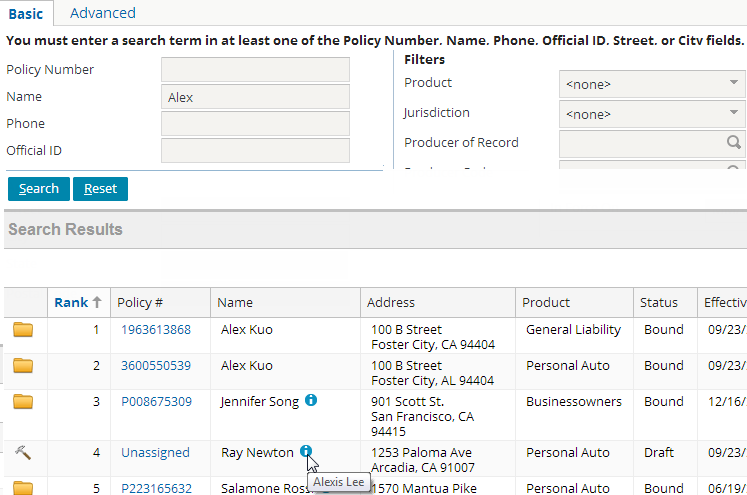 Basic Advanced
You must enter a search term in at least one of the Policy Number, Name, Phone, Official ID, Street, or City fields.
Filters
Policy Number
Product <none>
Name Alex
Jurisdiction <none>
Phone
Producer of Record
Official ID
Search Reset
Search Results
Rank Policy # Name Address Product Status Effectiv
1 1963613868 Alex Kuo 100 B Street General Liability Bound 09/23/
Foster City, CA 94404
2 3600550539 Alex Kuo 100 B Street Personal Auto Bound 09/23/
Foster City, AL 94404
3 P008675309 Jennifer Song 901 Scott St. Businessowners Bound 12/16/
San Francisco, CA
94415
4 Unassigned Ray Newton 1253 Paloma Ave Personal Auto Draft 09/23/
Arcadia, CA 91007
Alexis Lee
5 P223165632 Salamone Ross 1570 Mantua Pike Personal Auto Bound 06/19/